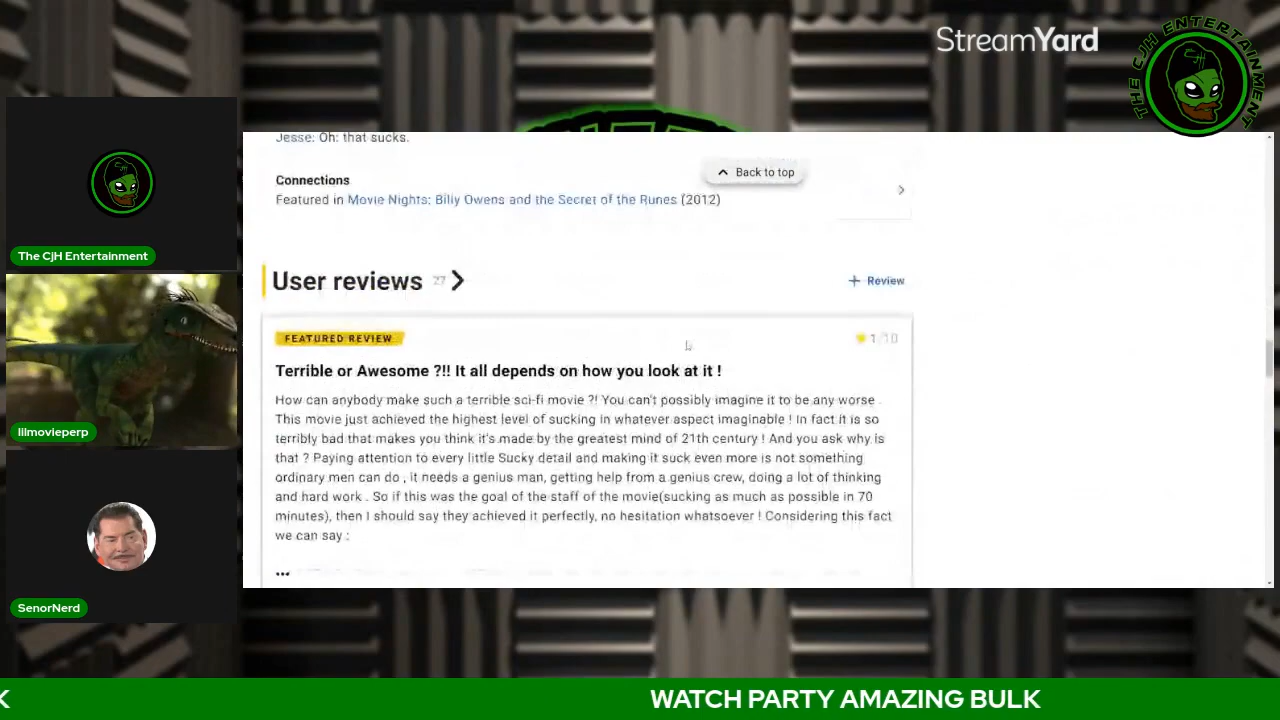 StreamYard
THE CJH ENTERTAINMENT
CJH
Jesse: Oh: that sucks.
Connections
Back to top
Featured in Movie Nights: Billy Owens and the Secret of the Runes (2012)
User reviews 27
+ Review
FEATURED REVIEW
1/10
Terrible or Awesome ?!! It all depends on how you look at it !
How can anybody make such a terrible sci-fi movie ?! You can't possibly imagine it to be any worse .
This movie just achieved the highest level of sucking in whatever aspect imaginable ! In fact it is so
terribly bad that makes you think it's made by the greatest mind of 21th century ! And you ask why is
that ? Paying attention to every little Sucky detail and making it suck even more is not something
ordinary men can do , it needs a genius man, getting help from a genius crew, doing a lot of thinking
and hard work . So if this was the goal of the staff of the movie(sucking as much as possible in 70
minutes), then I should say they achieved it perfectly, no hesitation whatsoever ! Considering this fact
we can say :
...
The CjH Entertainment
lilmovieperp
SenorNerd
K
WATCH PARTY AMAZING BULK